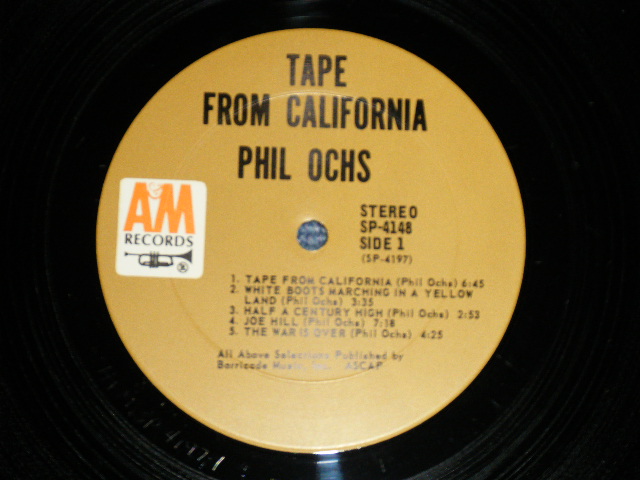 TAPE
FROM CALIFORNIA
PHIL OCHS
A&M
RECORDS
STEREO
SP-4148
SIDE 1
(SP-4197)
1. TAPE FROM CALIFORNIA (Phil Ochs) 6:45
2. WHITE BOOTS MARCHING IN A YELLOW
LAND (Phil Ochs) 3:35
3. HALF A CENTURY HIGH (Phil Ochs) 2:53
4. JOE HILL (Phil Ochs) 7:18
5. THE WAR IS OVER (Phil Ochs) 4:25
All Above Selections Published by
Barricade Music, Inc. ASCAP